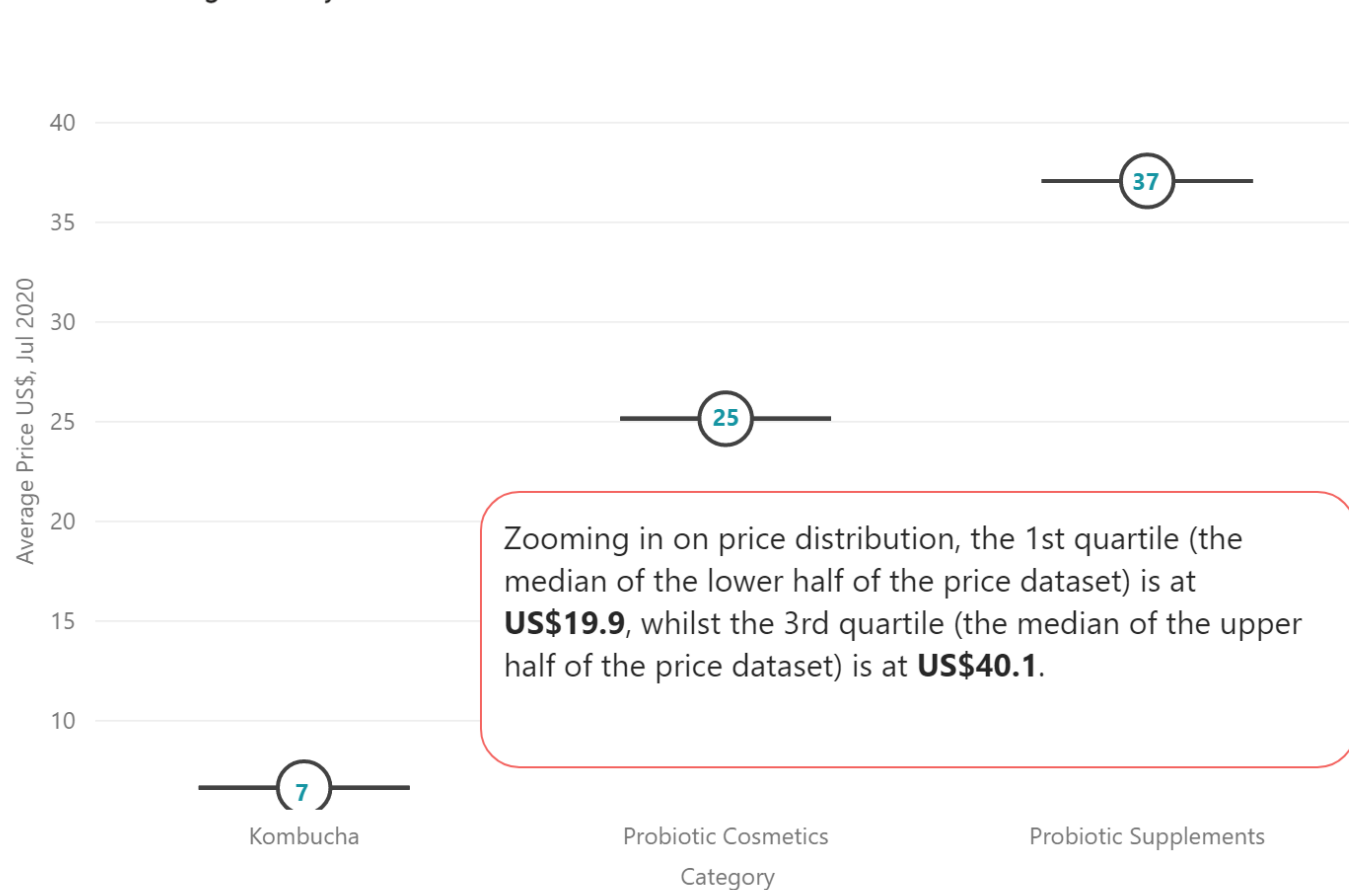 40
37
35
Average Price US$, Jul 2020
30
25
25
20
Zooming in on price distribution, the 1st quartile (the
median of the lower half of the price dataset) is at
US$19.9, whilst the 3rd quartile (the median of the upper
half of the price dataset) is at US$40.1.
15
10
7
Kombucha
Probiotic Cosmetics
Probiotic Supplements
Category